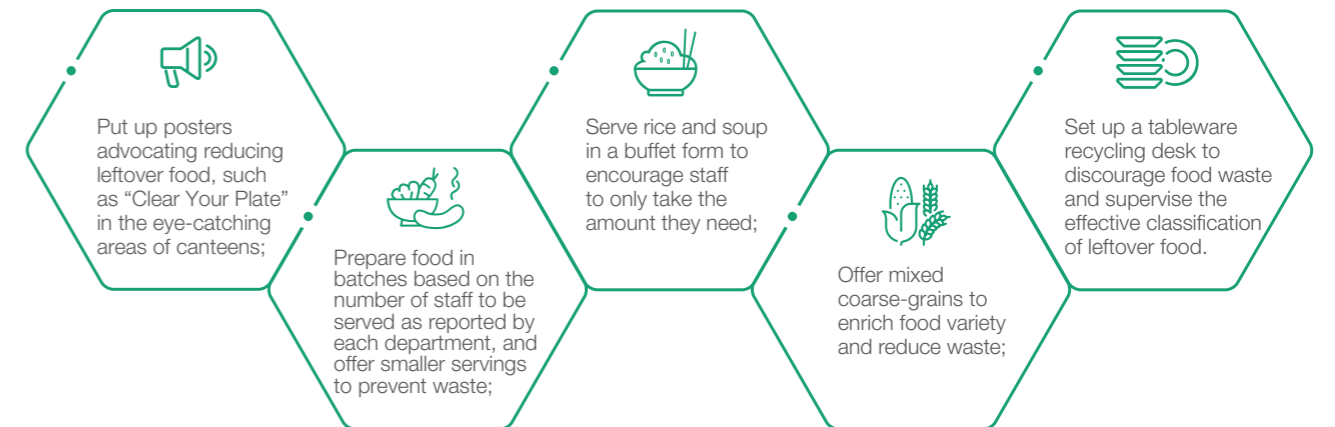 Put up posters
advocating reducing
leftover food, such
as “Clear Your Plate”
in the eye-catching
areas of canteens;
Prepare food in
batches based on the
number of staff to be
served as reported by
each department, and
offer smaller servings
to prevent waste;
Serve rice and soup
in a buffet form to
encourage staff
to only take the
amount they need;
Offer mixed
coarse-grains to
enrich food variety
and reduce waste;
Set up a tableware
recycling desk to
discourage food waste
and supervise the
effective classification
of leftover food.